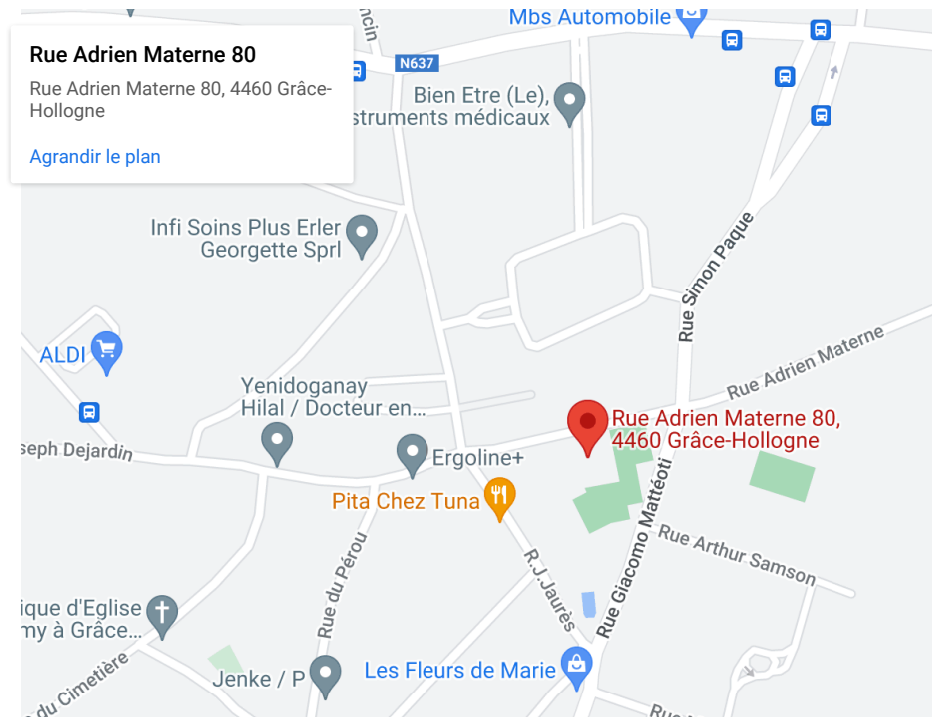 Mbs Automobile
ncin
Rue Adrien Materne 80
Rue Adrien Materne 80, 4460 Grâce-
Hollogne
Agrandir le plan
N637
Bien Etre (Le),
struments médicaux
Infi Soins Plus Erler
Georgette Sprl
Rue Simon Paque
ALDI
Rue Adrien Materne
Yenidoganay
Hilal / Docteur en...
Rue Adrien Materne 80,
4460 Grâce-Hollogne
seph Dejardin
Ergoline+
Pita Chez Tuna
Rue Giacomo Mattéoti
Rue Arthur Samson
Rue du Pérou
R.J.Jaurès
ique d'Eglise
my à Grâce...
Les Fleurs de Marie
Jenke / P
du Cimetière
Rue